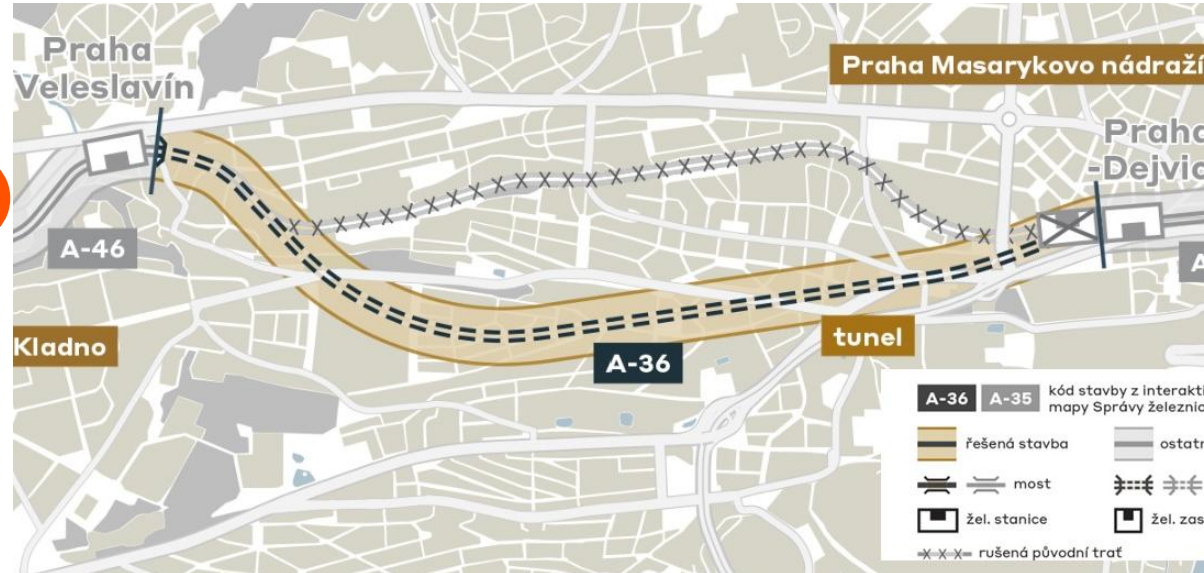 Praha
Veleslavín
Praha Masarykovo nádraží
Praha
-Dejvic
A-46
A
Kladno
tunel
A-36
A-36 A-35 kód stavby z interakti
mapy Správy železnic
řešená stavba
ostatn
most
žel. stanice
žel. zas
rušená původní trať